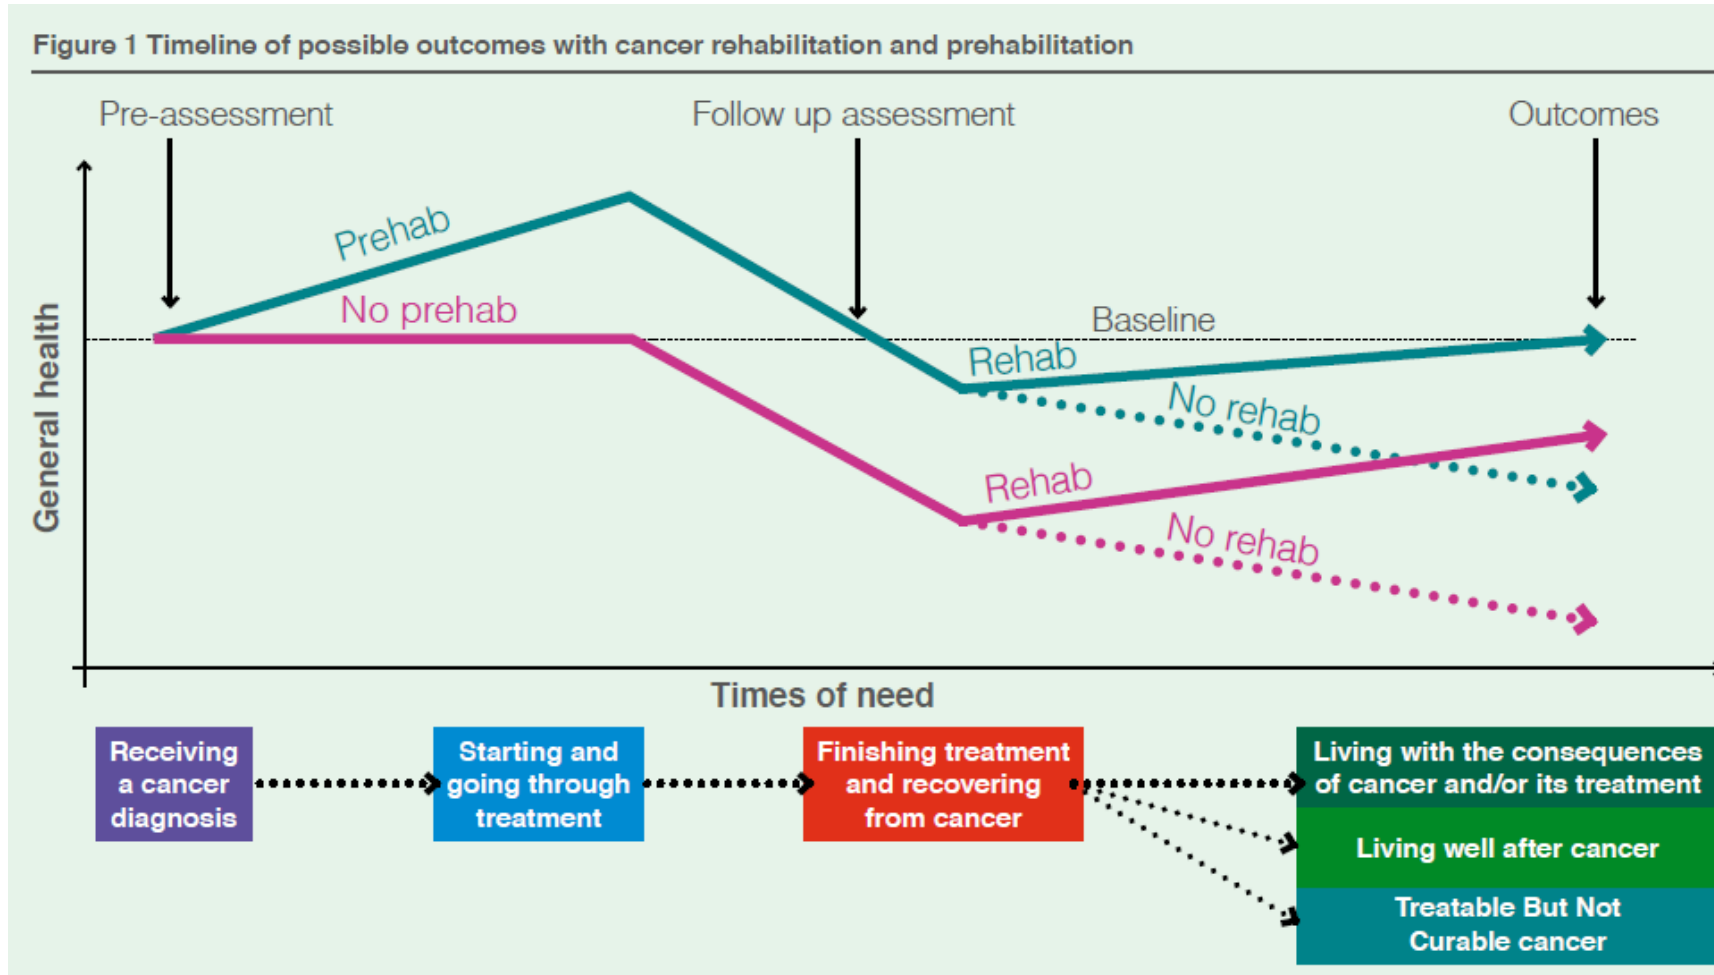 Figure 1 Timeline of possible outcomes with cancer rehabilitation and prehabilitation
Pre-assessment
Follow up assessment
Outcomes
General health
Prehab
No prehab
Baseline
Rehab
No rehab
Rehab
No rehab
Times of need
Receiving
a cancer
diagnosis
Starting and
going through
treatment
Finishing treatment
and recovering
from cancer
Living with the consequences
of cancer and/or its treatment
Living well after cancer
Treatable But Not
Curable cancer